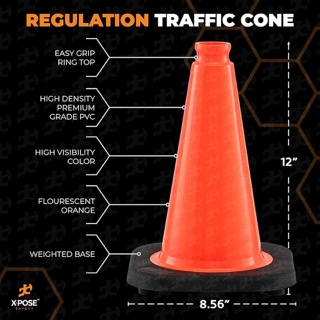 REGULATION TRAFFIC CONE
EASY GRIP
RING TOP
HIGH DENSITY
PREMIUM
GRADE PVC
HIGH VISIBILITY
COLOR
FLOURESCENT
ORANGE
WEIGHTED BASE
12”
8.56”
X-POSE™
SAFETY